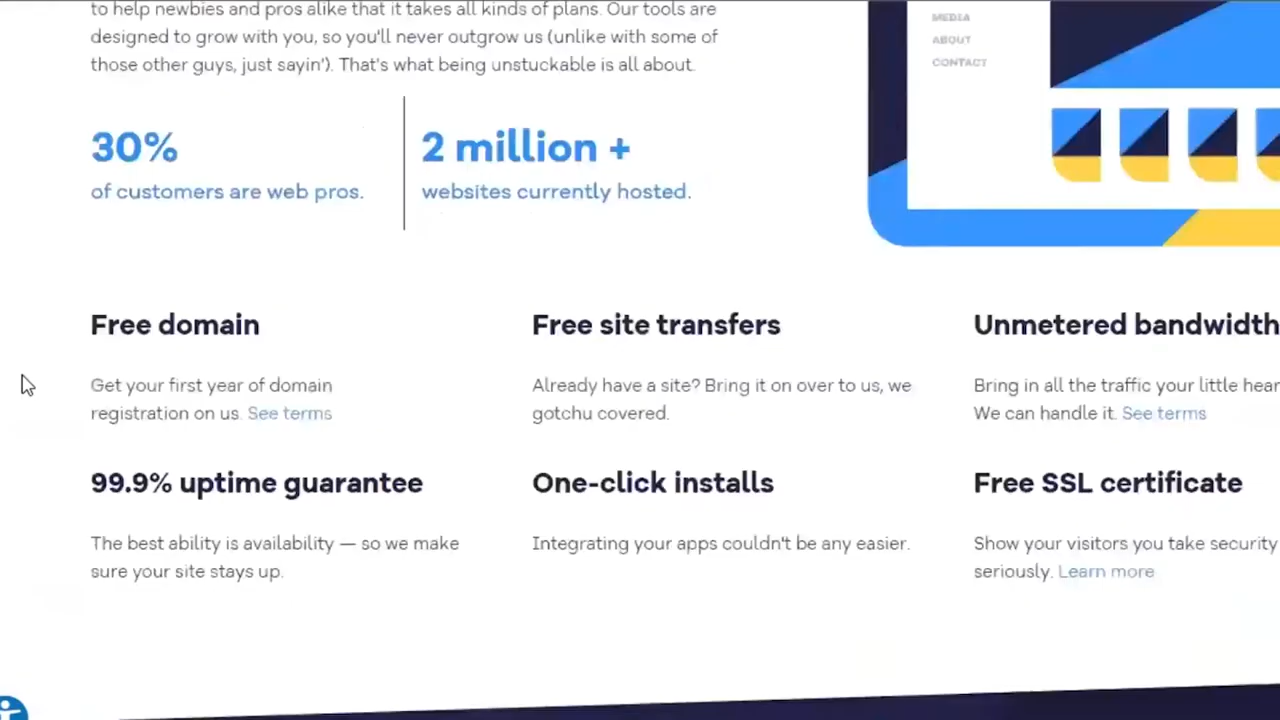 to help newbies and pros alike that it takes all kinds of plans. Our tools are
designed to grow with you, so you'll never outgrow us (unlike with some of
those other guys, just sayin'). That's what being unstuckable is all about.
MEDIA
ABOUT
CONTACT
30%
of customers are web pros.
2 million +
websites currently hosted.
Free domain
Get your first year of domain
registration on us. See terms
Free site transfers
Already have a site? Bring it on over to us, we
gotchu covered.
Unmetered bandwidth
Bring in all the traffic your little hear
We can handle it. See terms
99.9% uptime guarantee
The best ability is availability — so we make
sure your site stays up.
One-click installs
Integrating your apps couldn't be any easier.
Free SSL certificate
Show your visitors you take security
seriously. Learn more